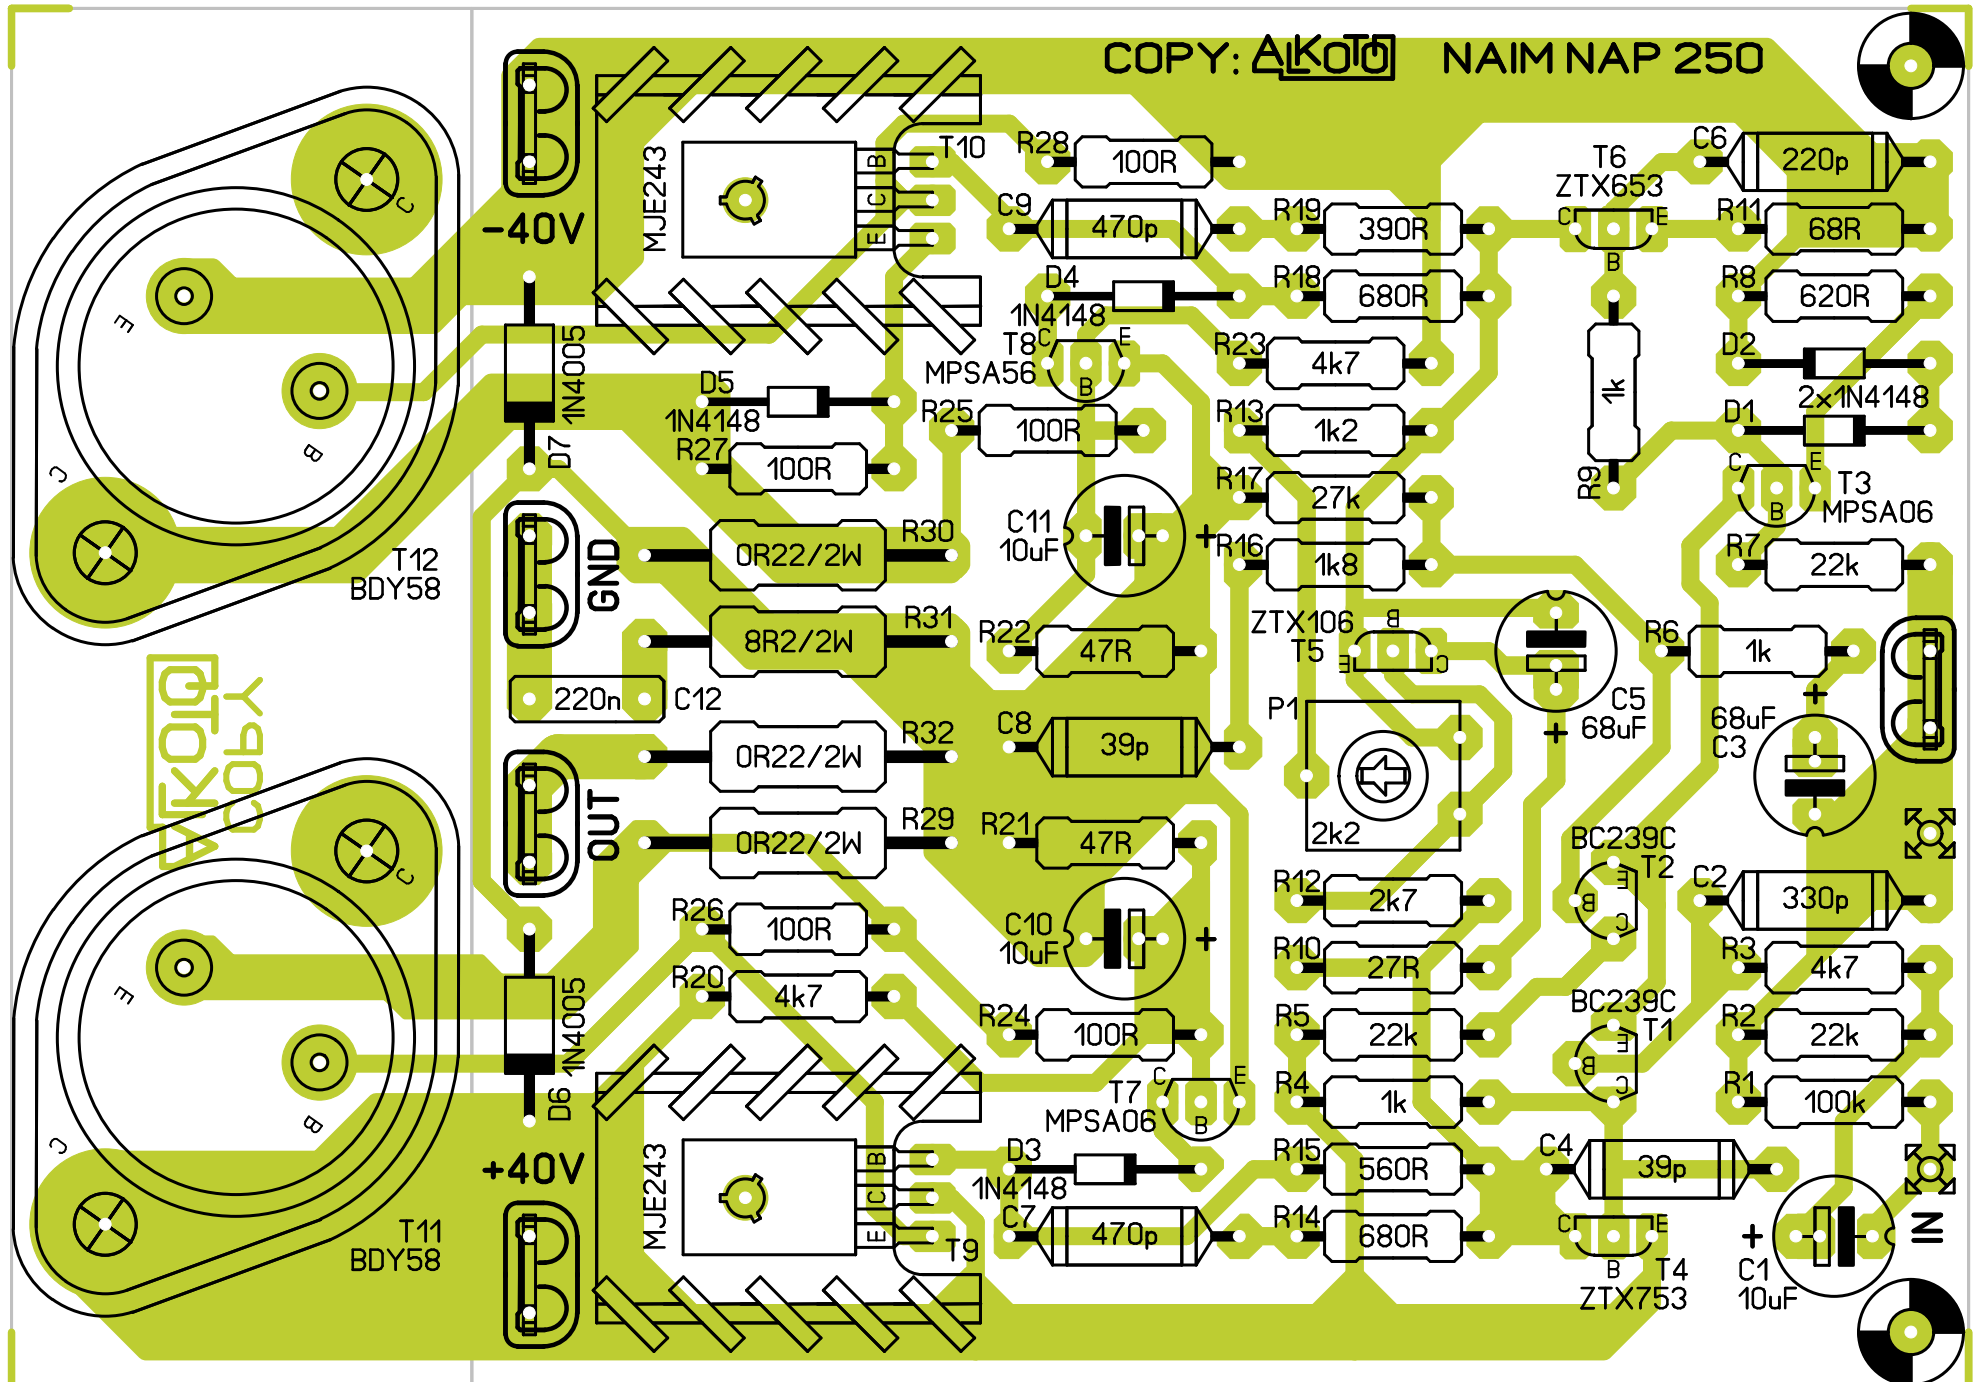 COPY: ALKOTÓ NAIM NAP 250
-40V
MJE243
B
C
E
T10
R28
100R
C9
470p
R19
390R
T6
ZTX653
C
E
B
C6
220p
R11
68R
D4
1N4148
R18
680R
R8
620R
C
E
B
C
T12
BDY58
D7
1N4005
T8
MPSA56
C
E
B
R23
4k7
1k
R9
D2
2x1N4148
D1
D5
1N4148
R25
100R
R13
1k2
R27
100R
R17
27k
C
E
B
T3
MPSA06
GND
0R22/2W
R30
C11
10uF
+
R16
1k8
R7
22k
8R2/2W
R31
R22
47R
ZTX106
T5
E
B
C
C5
68uF
+
R6
1k
220n
C12
P1
2k2
68uF
C3
+
ALKOTÓ
COPY
0R22/2W
R32
C8
39p
OUT
0R22/2W
R29
R21
47R
BC239C
T2
E
B
C
R12
2k7
C2
330p
R26
100R
C10
10uF
+
R10
27R
R3
4k7
R20
4k7
R24
100R
R5
22k
BC239C
T1
E
B
C
R2
22k
C
E
B
C
T11
BDY58
D6
1N4005
T7
MPSA06
C
E
B
R4
1k
R1
100k
+40V
MJE243
B
C
E
T9
D3
1N4148
R15
560R
C4
39p
C7
470p
R14
680R
C
E
B
T4
ZTX753
+
C1
10uF
IN